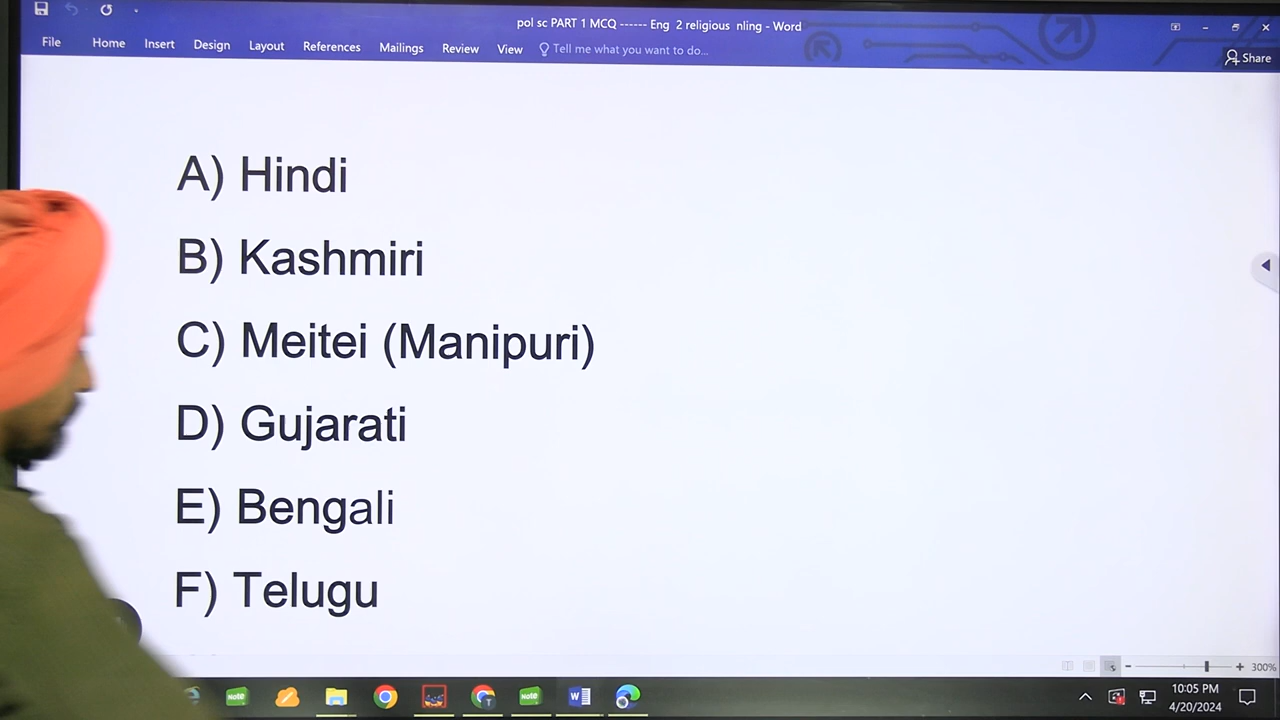 pol sc PART 1 MCQ ------ Eng 2 religious nling - Word
File Home Insert Design Layout References Mailings Review View Tell me what you want to do... Share
A) Hindi
B) Kashmiri
C) Meitei (Manipuri)
D) Gujarati
E) Bengali
F) Telugu
300%
Note
Note
T
W
10:05 PM
4/20/2024